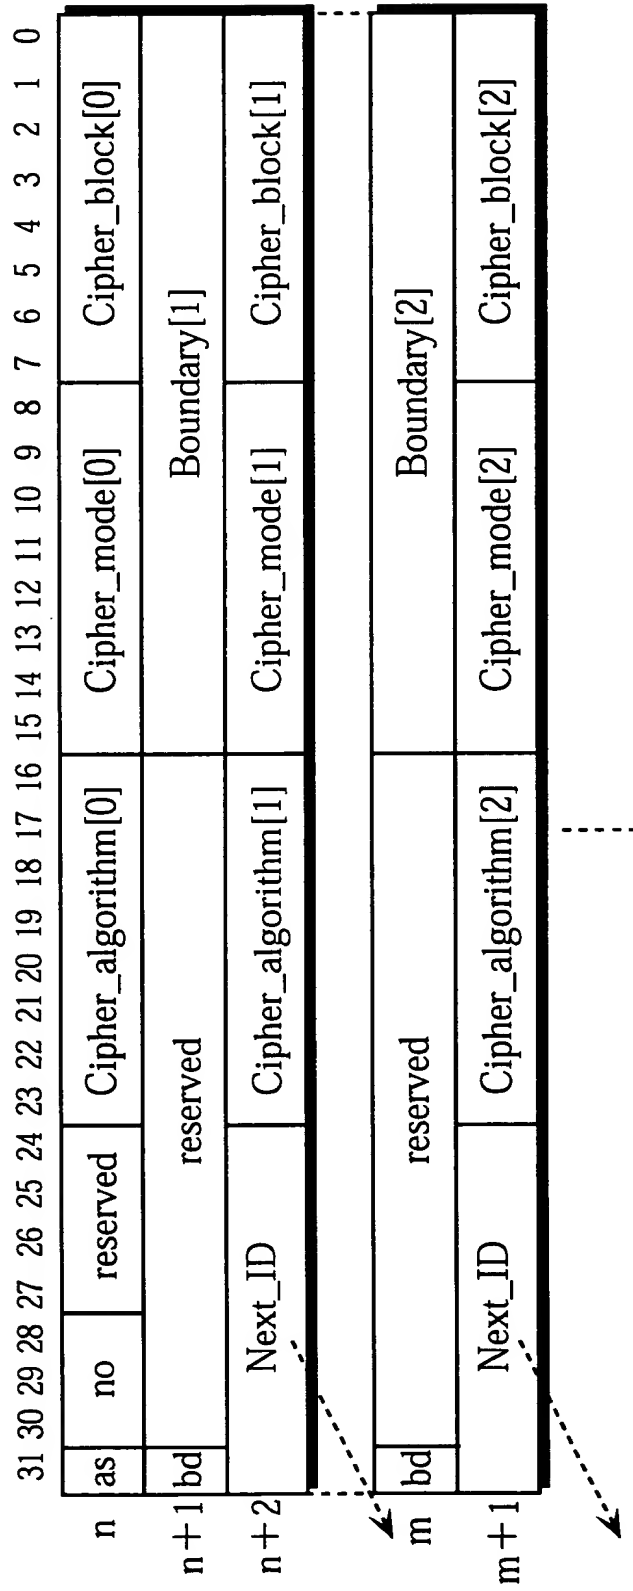 31 30 29 28 27 26 25 24 23 22 21 20 19 18 17 16 15 14 13 12 11 10 9 8 7 6 5 4 3 2 1 0
n as no reserved Cipher_algorithm[0] Cipher_mode[0] Cipher_block[0]
n+1 bd reserved Boundary[1]
n+2 Next_ID Cipher_algorithm[1] Cipher_mode[1] Cipher_block[1]
m bd reserved Boundary[2]
m+1 Next_ID Cipher_algorithm[2] Cipher_mode[2] Cipher_block[2]